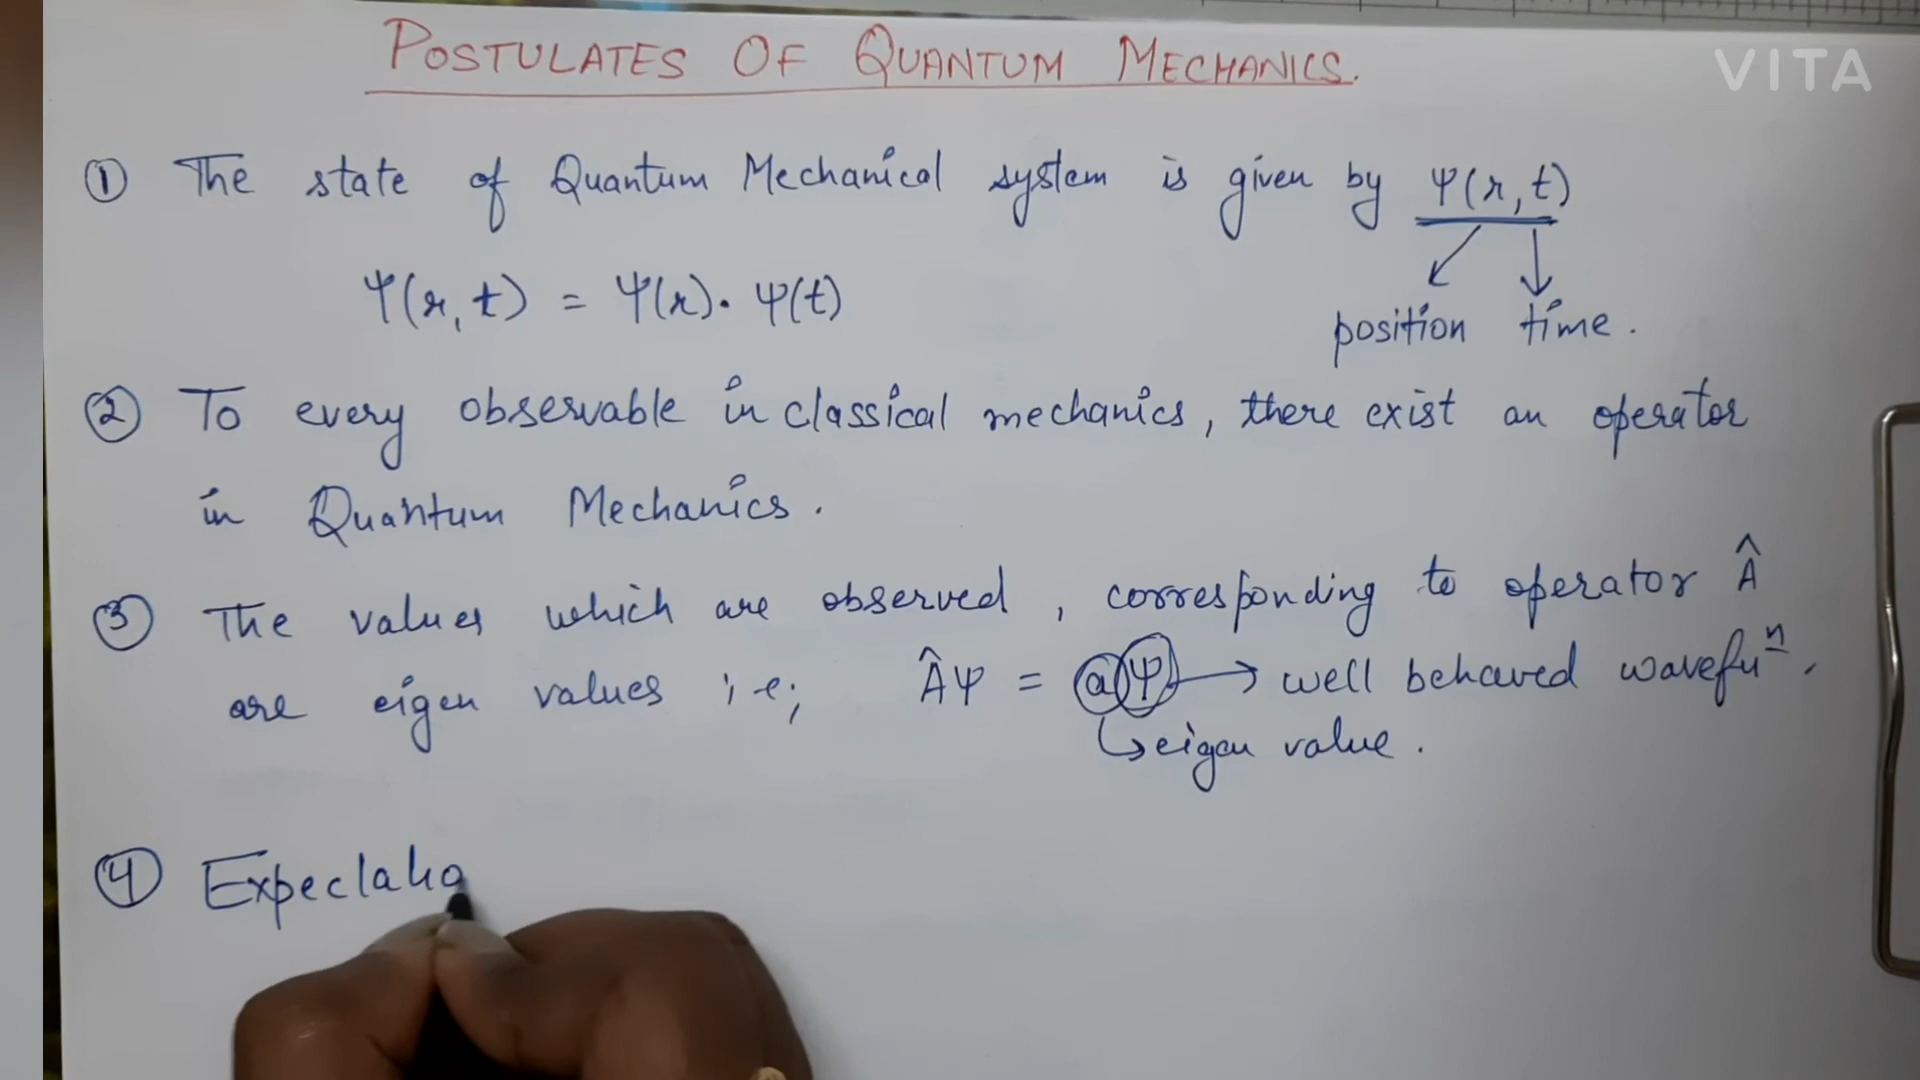 POSTULATES OF QUANTUM MECHANICS.
VITA
① The state of Quantum Mechanical system is given by Ψ(r,t)
position time.
Ψ(r,t) = Ψ(r)·Ψ(t)
② To every observable in classical mechanics, there exist an operator
in Quantum Mechanics.
③ The values which are observed, corresponding to operator Â
are eigen values i.e; ÂΨ = aΨ → well behaved wavefuⁿ.
↳ eigen value.
④ Expectatio